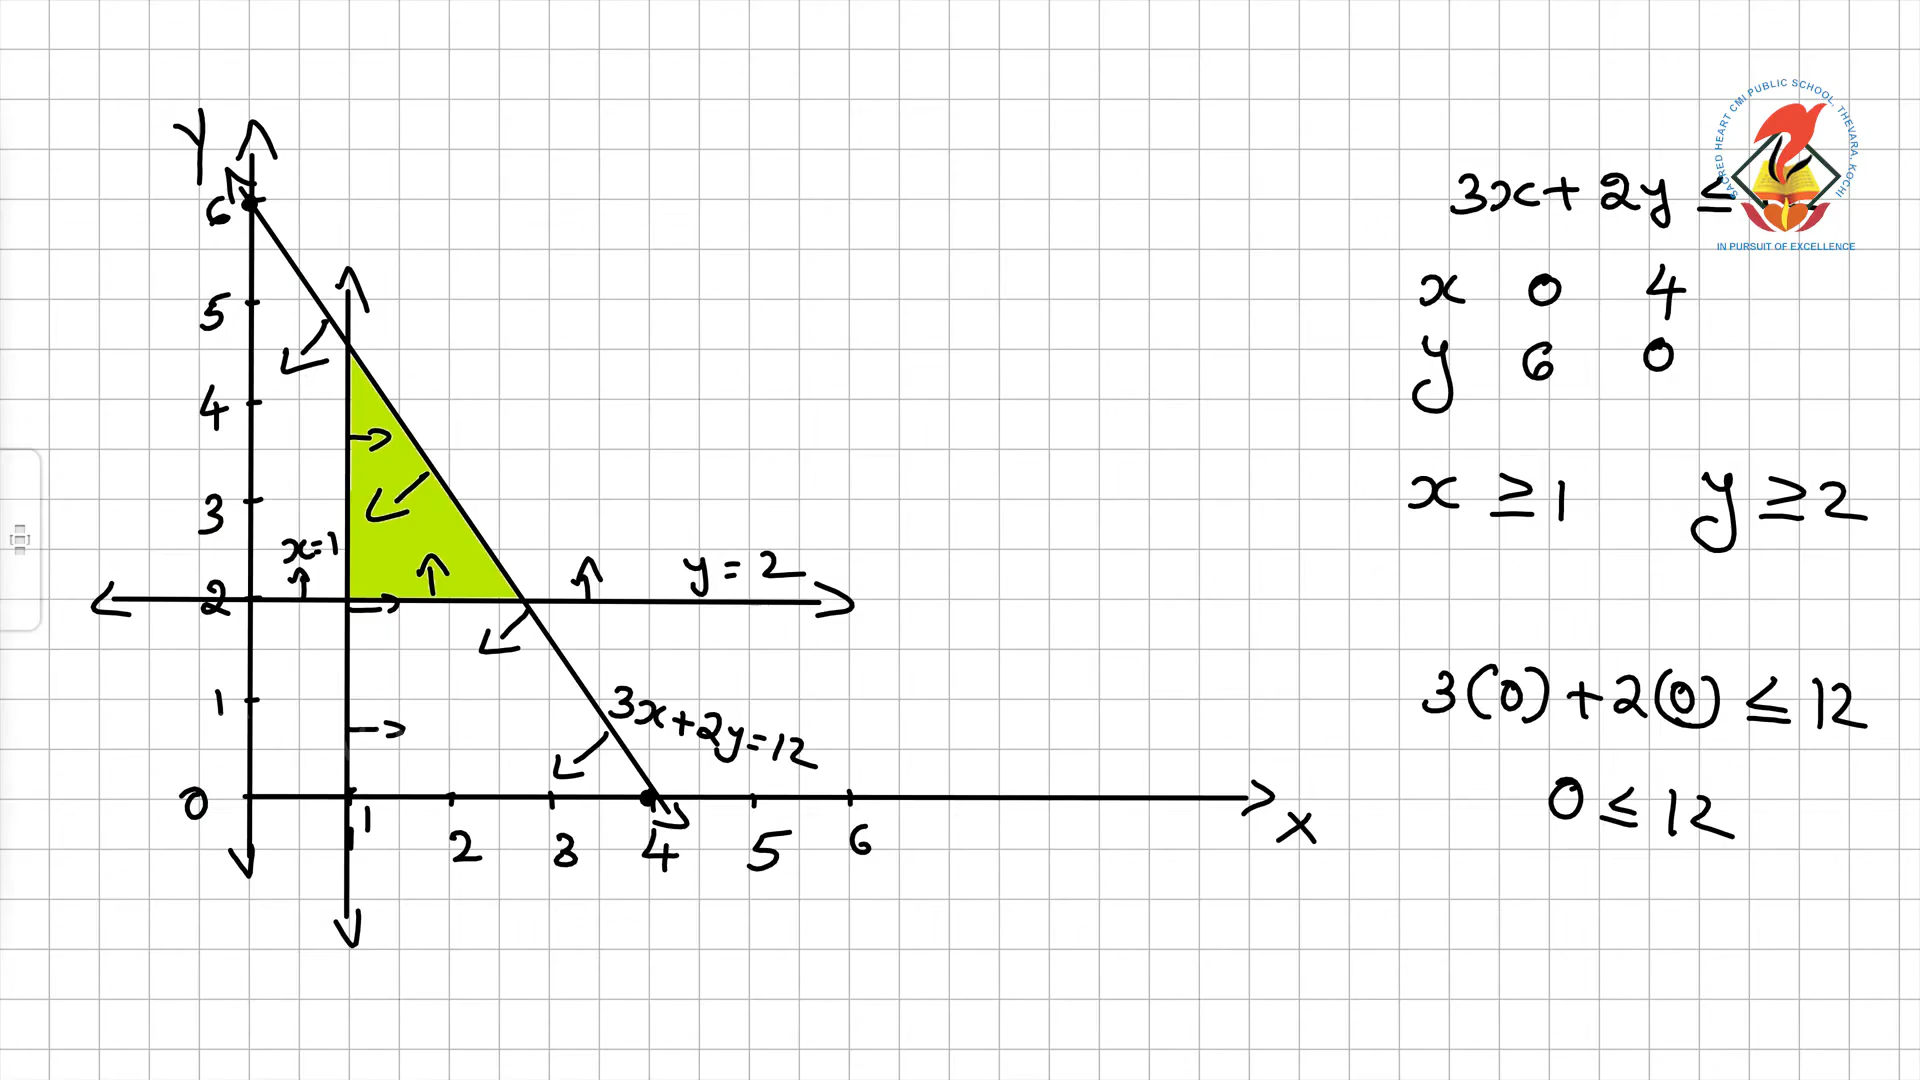 Y
3x + 2y ≤
SACRED HEART CMI PUBLIC SCHOOL, THEVARA, KOCHI
IN PURSUIT OF EXCELLENCE
6
x 0 4
5
y 6 0
4
3
x ≥ 1 y ≥ 2
x=1
y = 2
2
1
3x+2y=12
3(0) + 2(0) ≤ 12
0
0 ≤ 12
1 2 3 4 5 6
X